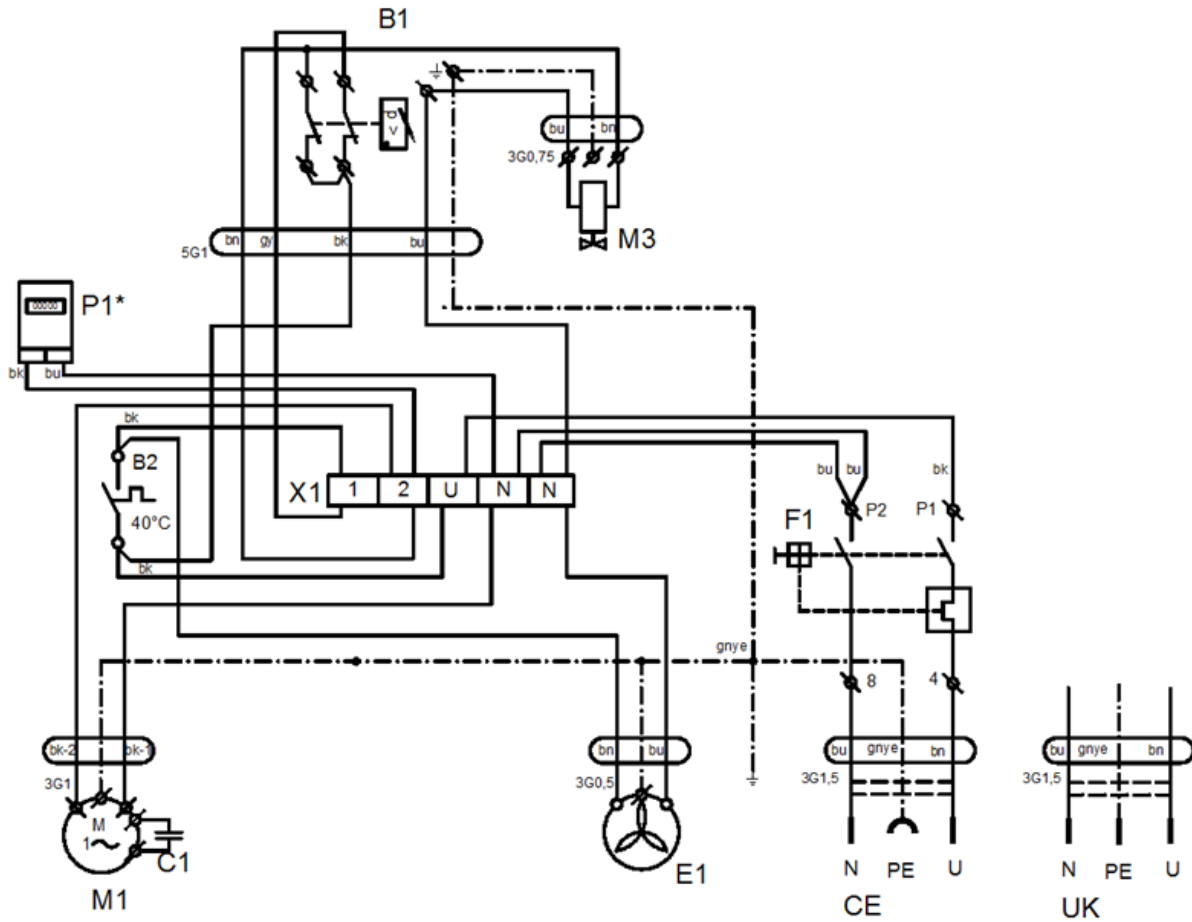 B1
bu
bn
3G0,75
M3
bn
gy
bk
bu
5G1
P1*
00000
bk
bu
bk
B2
40°C
bk
X1
1
2
U
N
N
bu
bu
bk
P2
P1
F1
gnye
8
4
bk-2
bk-1
3G1
M
1
C1
M1
bn
bu
3G0,5
E1
bu
gnye
bn
3G1,5
N
PE
U
CE
bu
gnye
bn
3G1,5
N
PE
U
UK